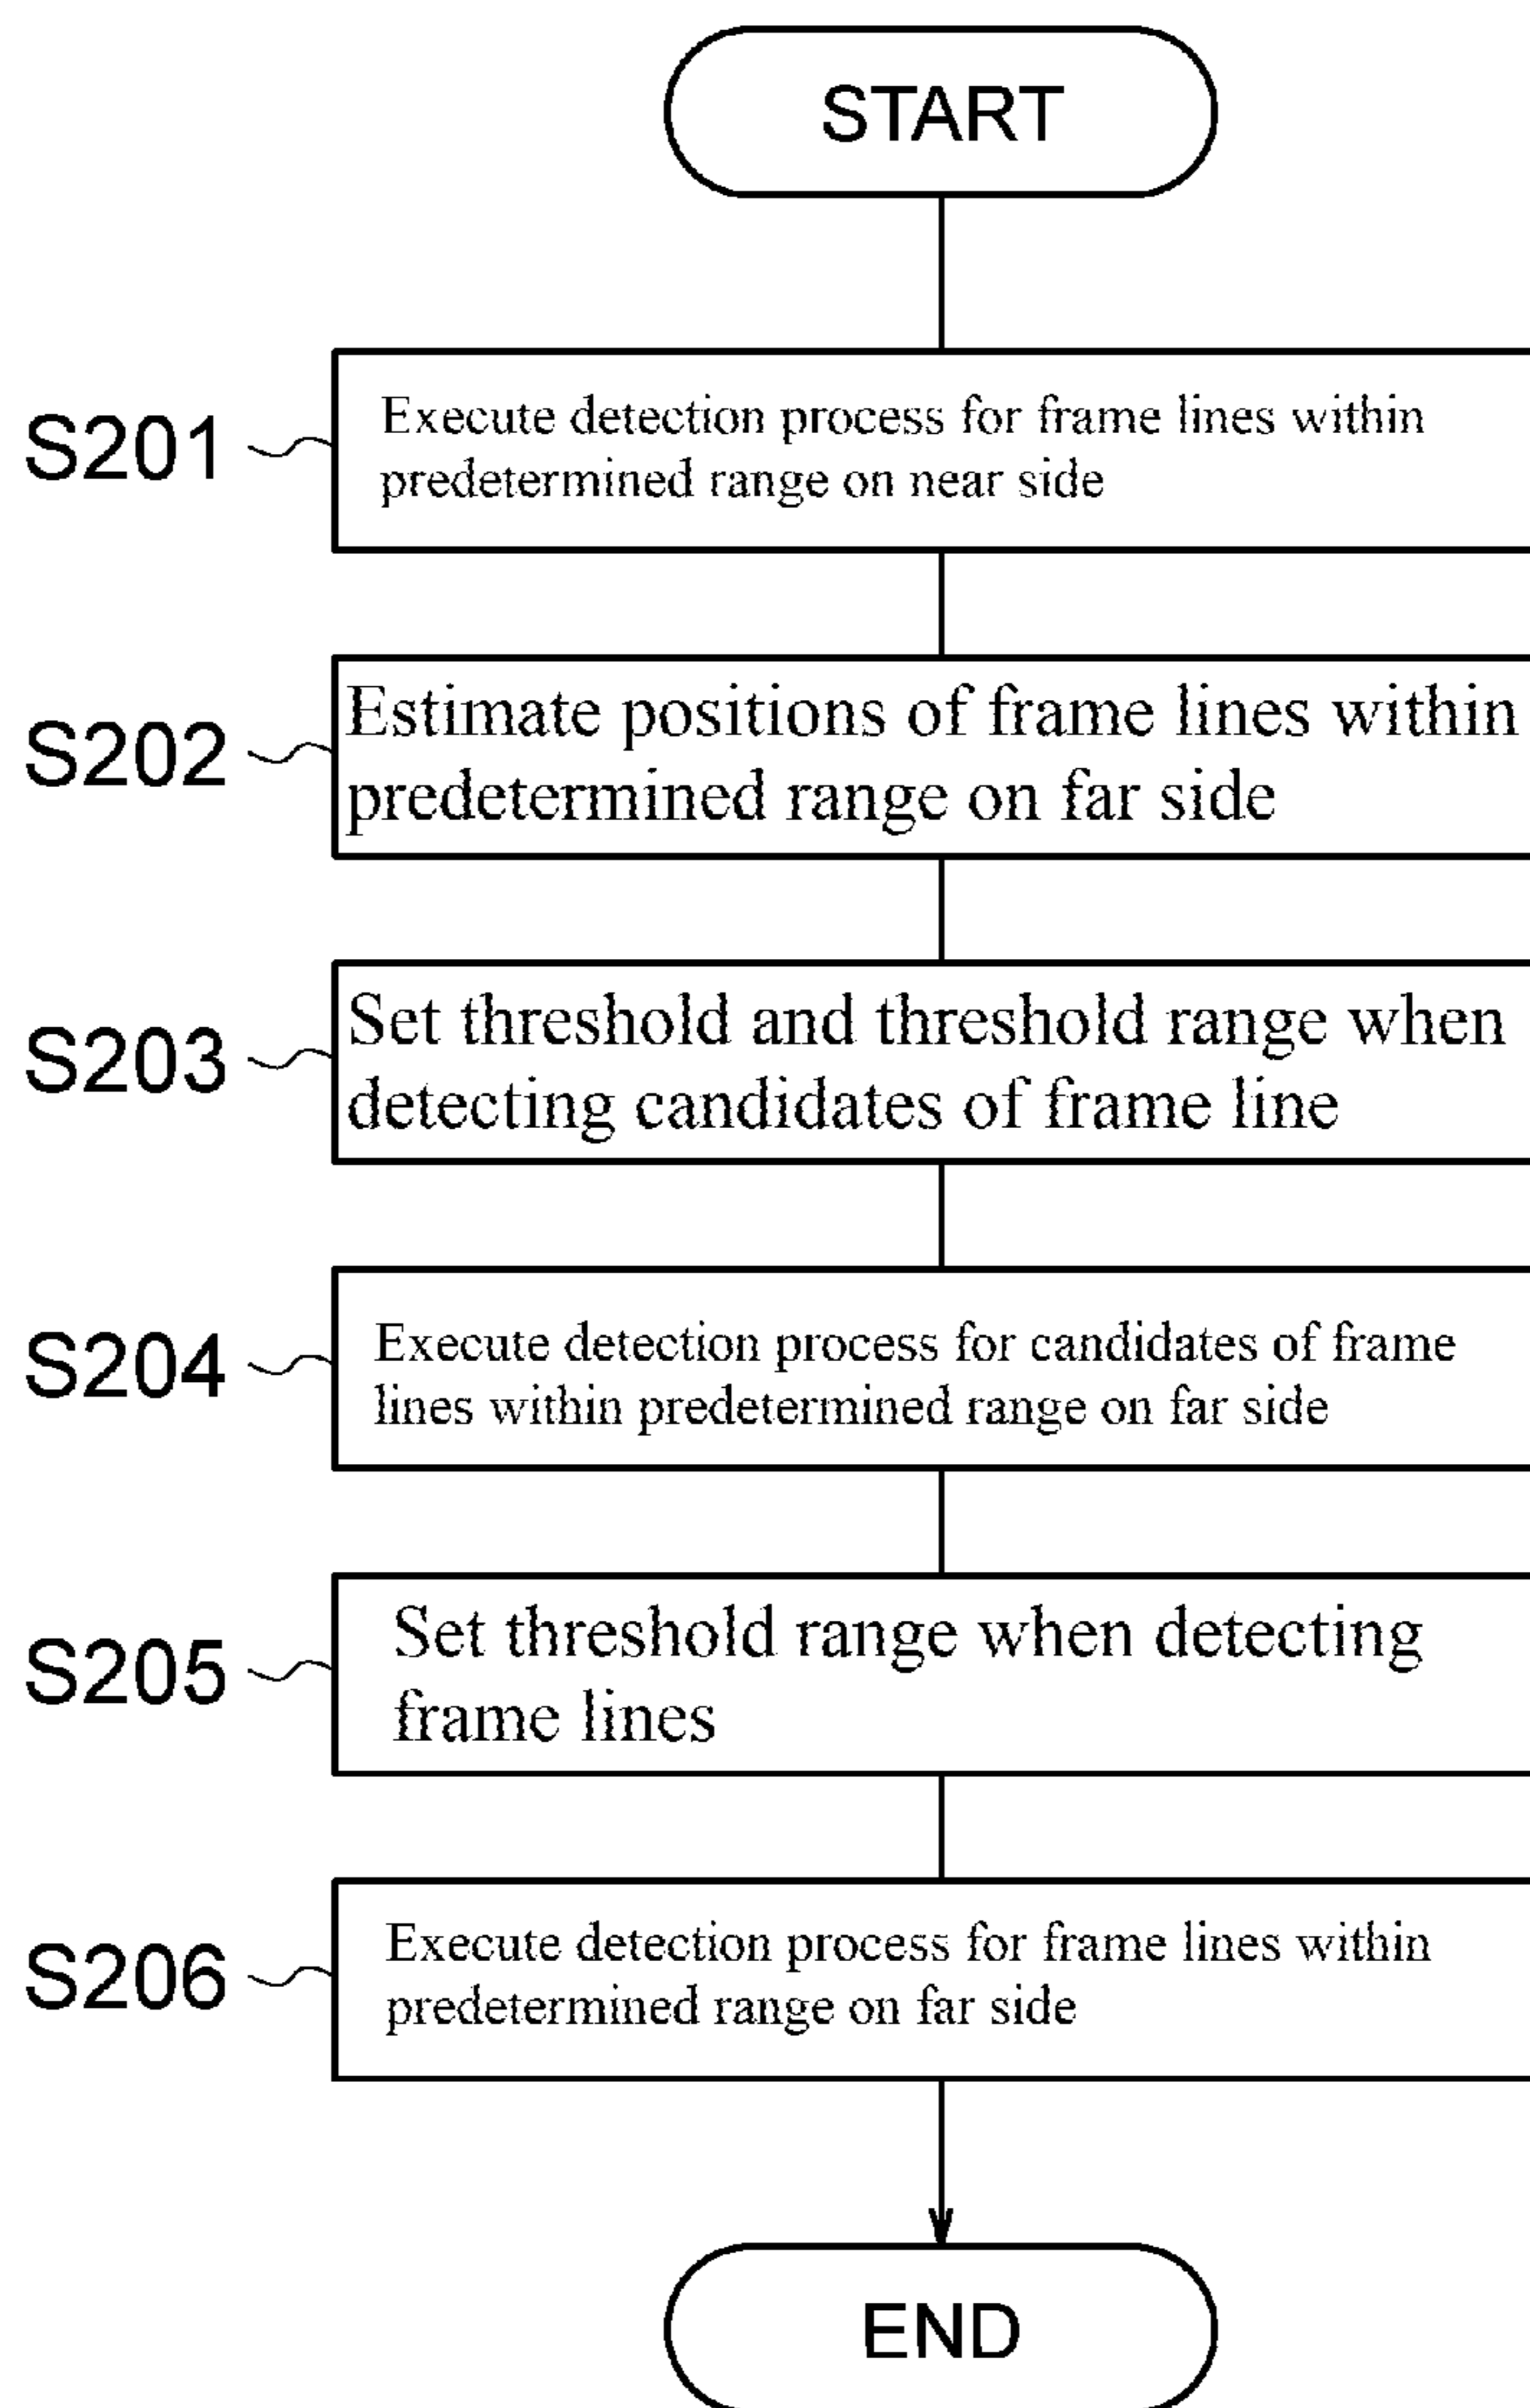 START
S201
Execute detection process for frame lines within
predetermined range on near side
S202
Estimate positions of frame lines within
predetermined range on far side
S203
Set threshold and threshold range when
detecting candidates of frame line
S204
Execute detection process for candidates of frame
lines within predetermined range on far side
S205
Set threshold range when detecting
frame lines
S206
Execute detection process for frame lines within
predetermined range on far side
END